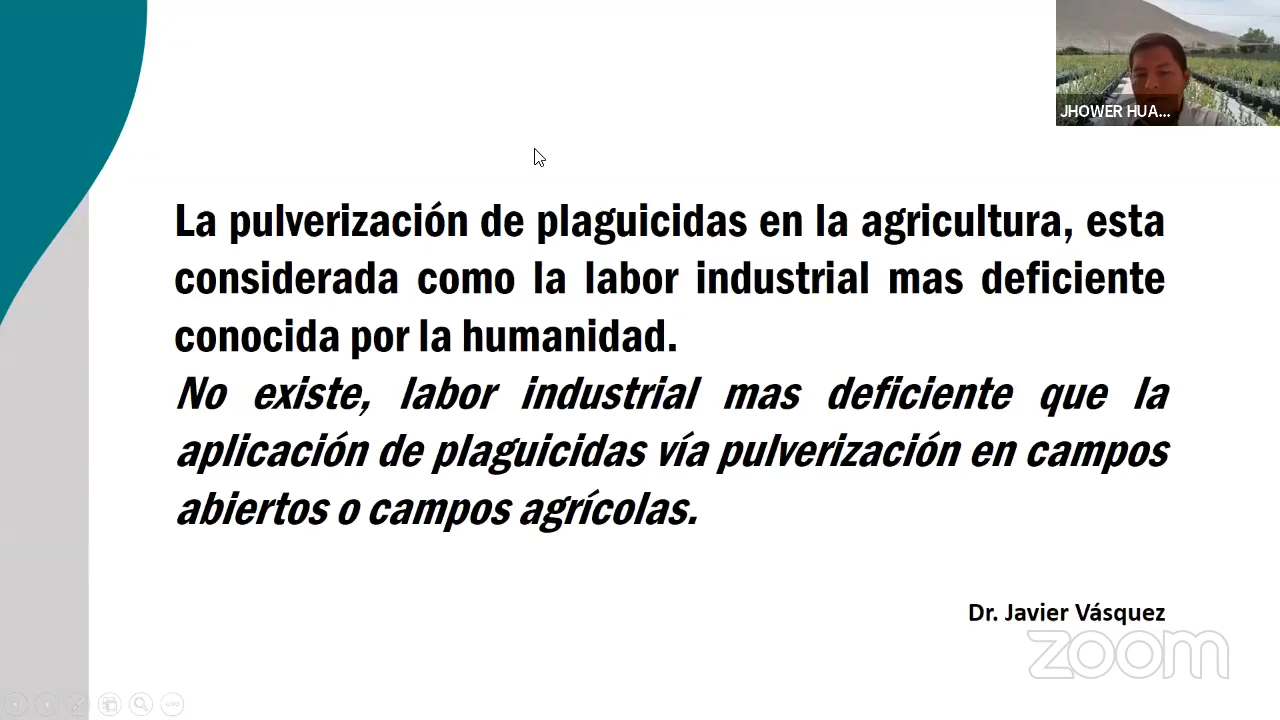 JHOWER HUA...
La pulverización de plaguicidas en la agricultura, esta
considerada como la labor industrial mas deficiente
conocida por la humanidad.
No existe, labor industrial mas deficiente que la
aplicación de plaguicidas vía pulverización en campos
abiertos o campos agrícolas.
Dr. Javier Vásquez
zoom